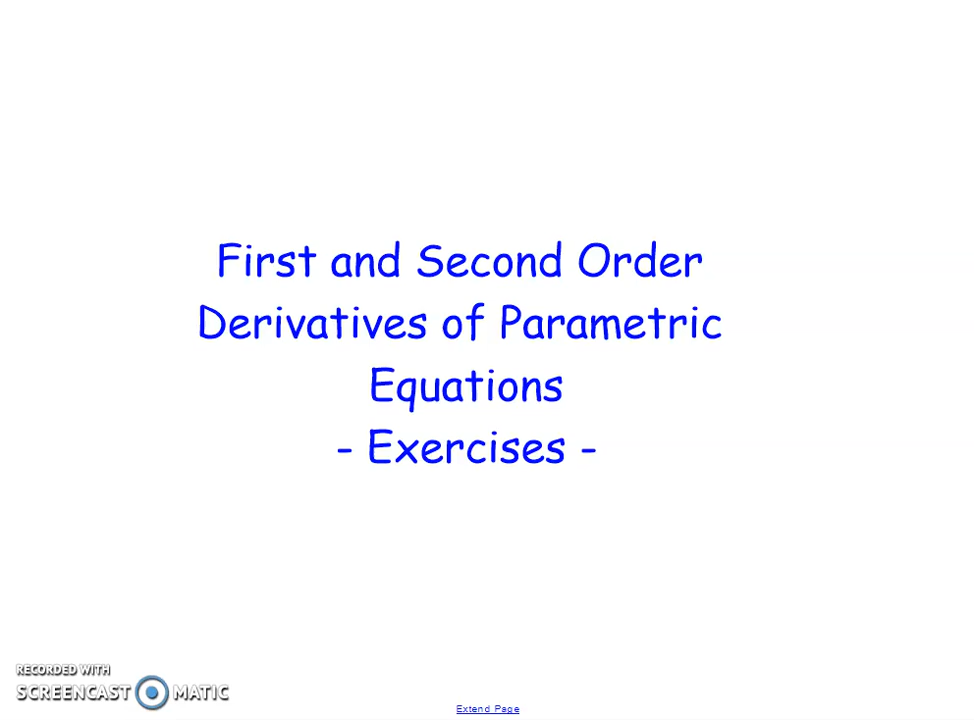 First and Second Order
Derivatives of Parametric
Equations
- Exercises -
RECORDED WITH
SCREENCAST MATIC
Extend Page